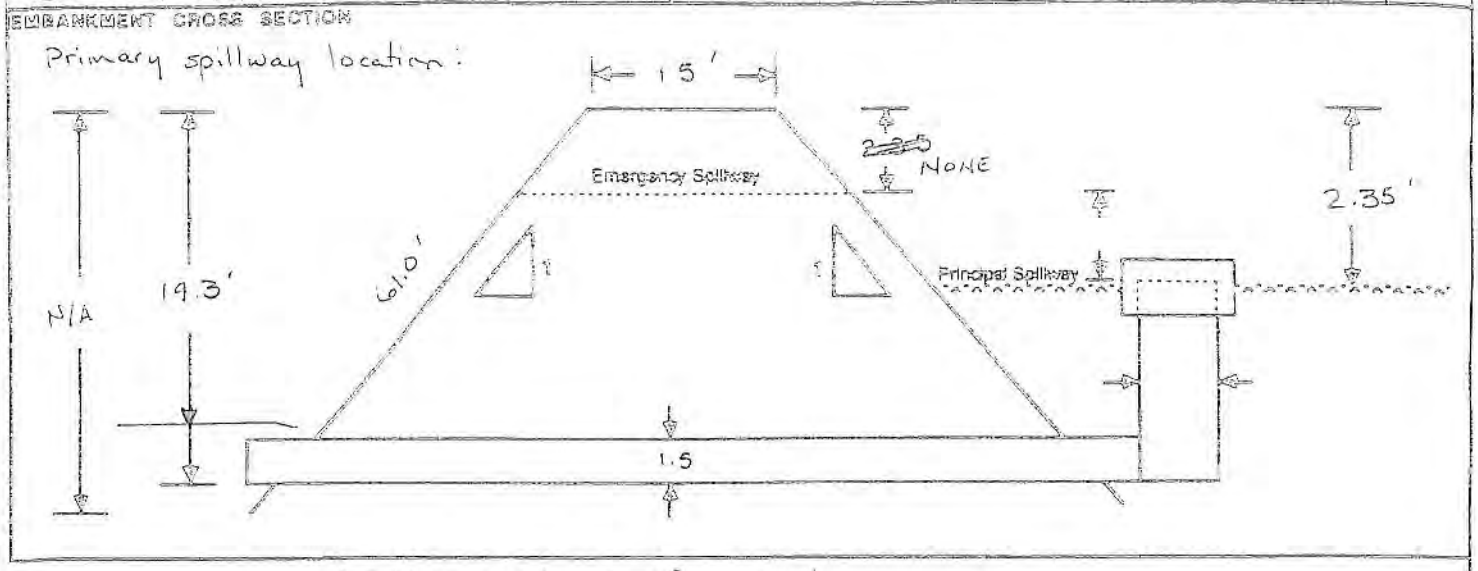 EMBANKMENT CROSS SECTION
Primary spillway location:
15'
NONE
Emergency Spillway
2.35'
61.0'
1
1
Principal Spillway
19.3'
N/A
1.5